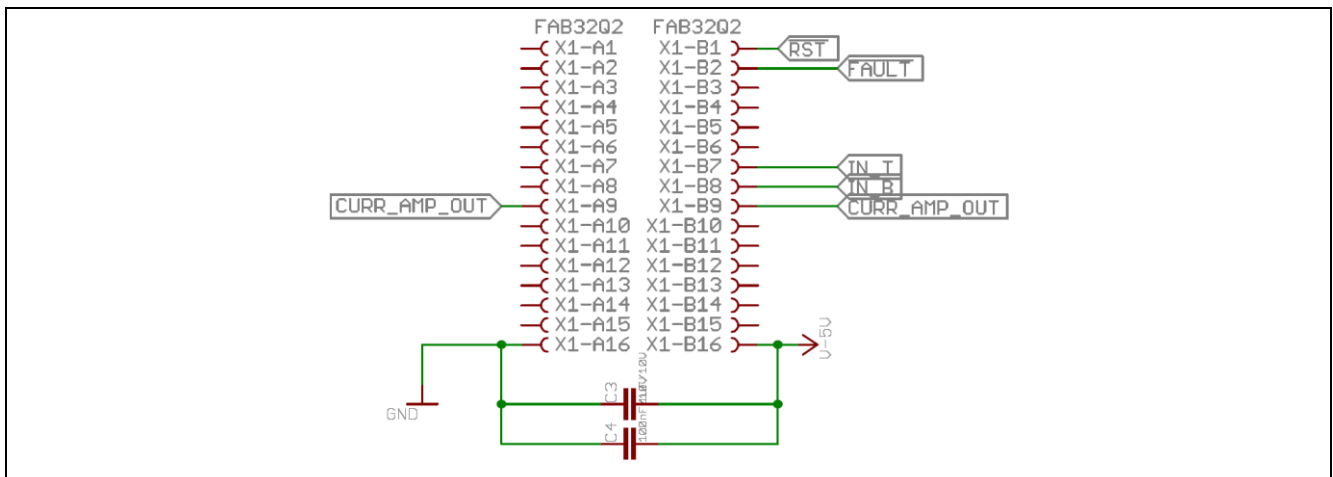 FAB32Q2 FAB32Q2
X1-A1 X1-B1 RST
X1-A2 X1-B2 FAULT
X1-A3 X1-B3
X1-A4 X1-B4
X1-A5 X1-B5
X1-A6 X1-B6
X1-A7 X1-B7 IN_T
X1-A8 X1-B8 IN_B
CURR_AMP_OUT X1-A9 X1-B9 CURR_AMP_OUT
X1-A10 X1-B10
X1-A11 X1-B11
X1-A12 X1-B12
X1-A13 X1-B13
X1-A14 X1-B14
X1-A15 X1-B15
X1-A16 X1-B16 V-5V
GND
C3
C4 100nF